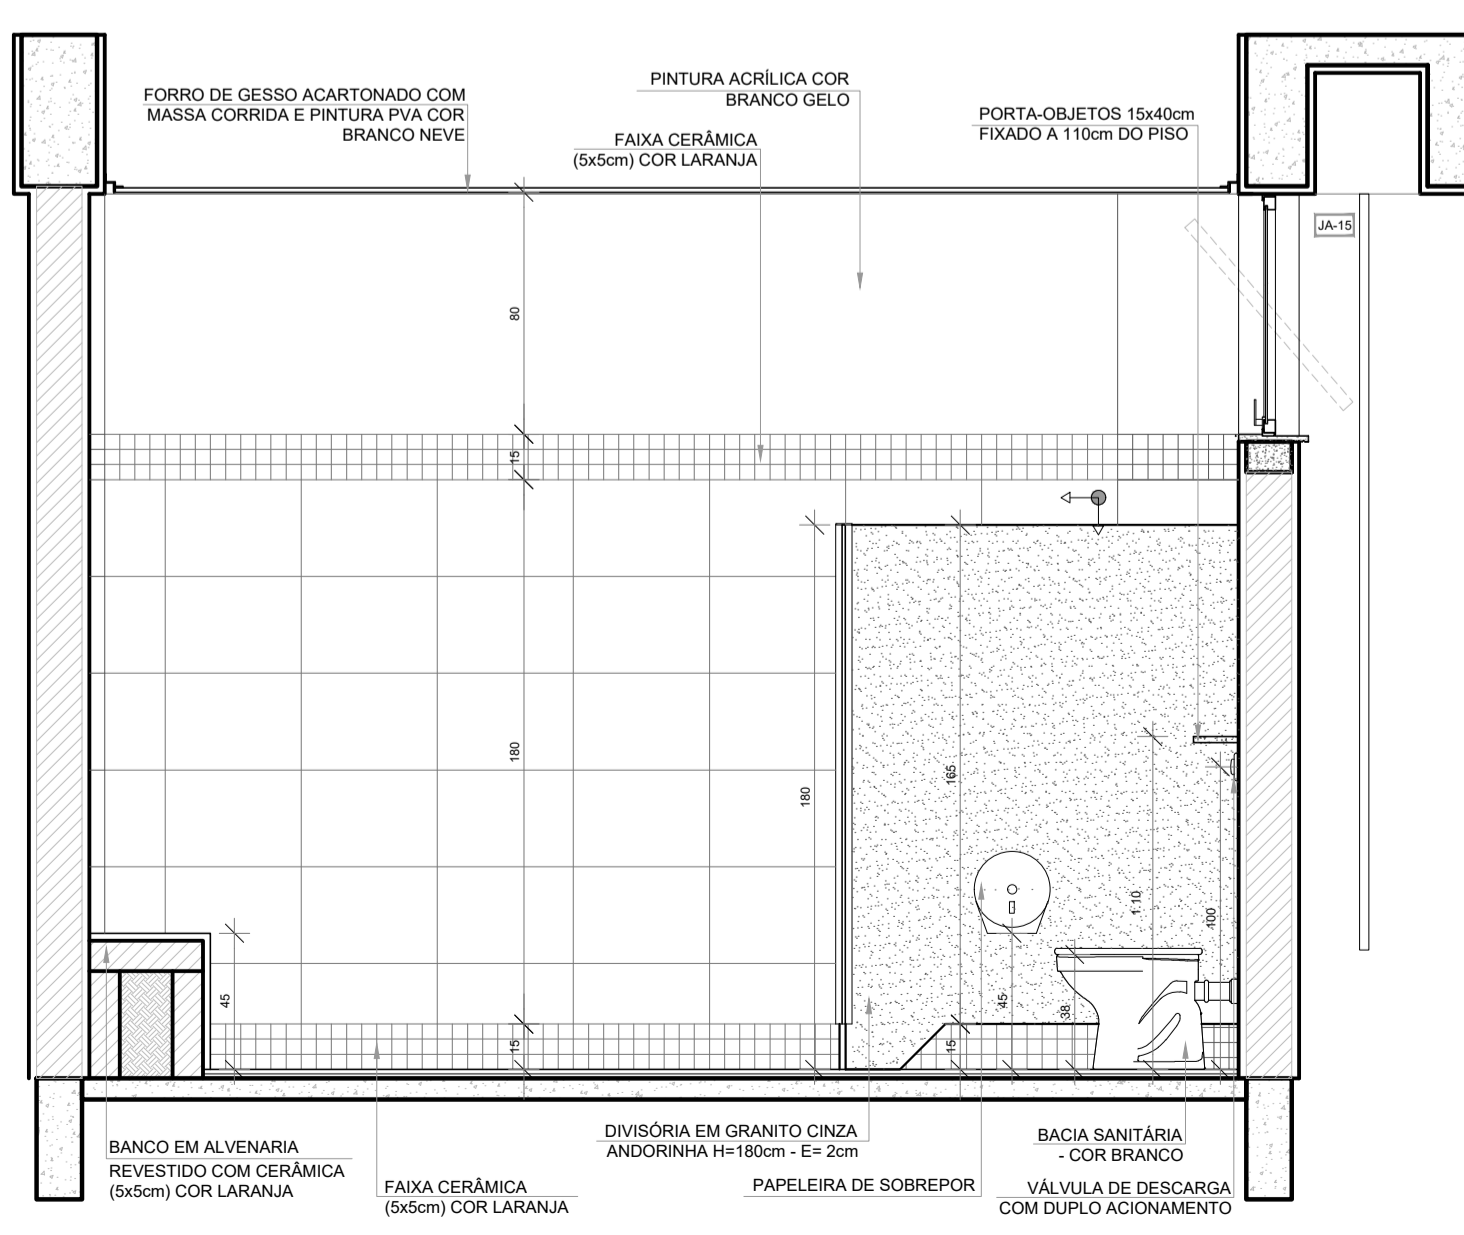 PINTURA ACRÍLICA COR
BRANCO GELO
FORRO DE GESSO ACARTONADO COM
MASSA CORRIDA E PINTURA PVA COR
BRANCO NEVE
PORTA-OBJETOS 15x40cm
FIXADO A 110cm DO PISO
FAIXA CERÂMICA
(5x5cm) COR LARANJA
JA-15
80
15
180
180
165
1.10
100
45
45
38
15
15
BANCO EM ALVENARIA
REVESTIDO COM CERÂMICA
(5x5cm) COR LARANJA
FAIXA CERÂMICA
(5x5cm) COR LARANJA
DIVISÓRIA EM GRANITO CINZA
ANDORINHA H=180cm - E= 2cm
PAPELEIRA DE SOBREPOR
BACIA SANITÁRIA
- COR BRANCO
VÁLVULA DE DESCARGA
COM DUPLO ACIONAMENTO